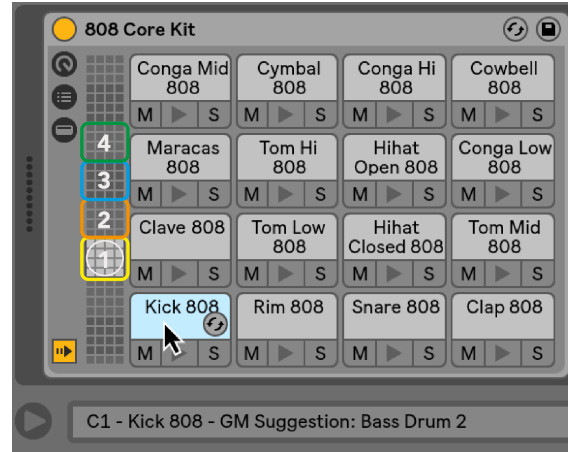 808 Core Kit
Conga Mid 808
Cymbal 808
Conga Hi 808
Cowbell 808
M S M S M S M S
4
Maracas 808
Tom Hi 808
Hihat Open 808
Conga Low 808
3
M S M S M S M S
2
Clave 808
Tom Low 808
Hihat Closed 808
Tom Mid 808
1
M S M S M S M S
Kick 808
Rim 808
Snare 808
Clap 808
M S M S M S M S
C1 - Kick 808 - GM Suggestion: Bass Drum 2